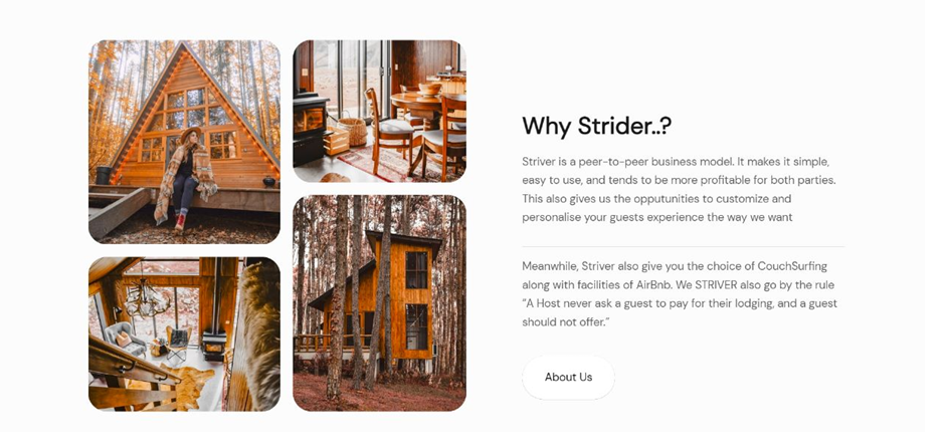 Why Strider..?
Striver is a peer-to-peer business model. It makes it simple,
easy to use, and tends to be more profitable for both parties.
This also gives us the opputunities to customize and
personalise your guests experience the way we want
Meanwhile, Striver also give you the choice of CouchSurfing
along with facilities of AirBnb. We STRIVER also go by the rule
“A Host never ask a guest to pay for their lodging, and a guest
should not offer.”
About Us